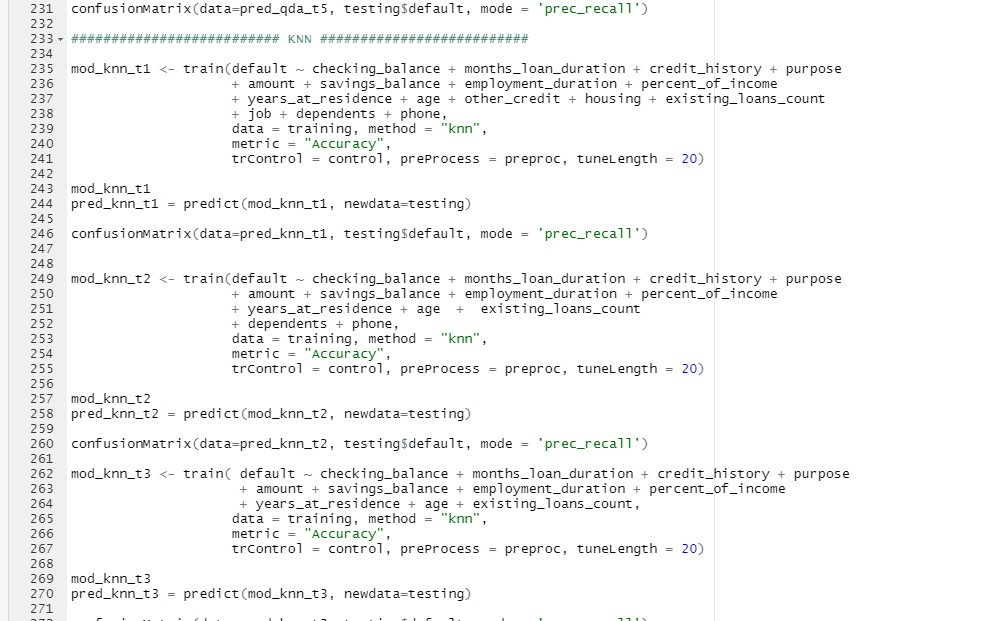 231 confusionMatrix(data=pred_qda_t5, testing$default, mode = 'prec_recall')
232
233 ########################## KNN ##########################
234
235 mod_knn_t1 <- train(default ~ checking_balance + months_loan_duration + credit_history + purpose
236 + amount + savings_balance + employment_duration + percent_of_income
237 + years_at_residence + age + other_credit + housing + existing_loans_count
238 + job + dependents + phone,
239 data = training, method = "knn",
240 metric = "Accuracy",
241 trControl = control, preProcess = preproc, tuneLength = 20)
242
243 mod_knn_t1
244 pred_knn_t1 = predict(mod_knn_t1, newdata=testing)
245
246 confusionMatrix(data=pred_knn_t1, testing$default, mode = 'prec_recall')
247
248
249 mod_knn_t2 <- train(default ~ checking_balance + months_loan_duration + credit_history + purpose
250 + amount + savings_balance + employment_duration + percent_of_income
251 + years_at_residence + age + existing_loans_count
252 + dependents + phone,
253 data = training, method = "knn",
254 metric = "Accuracy",
255 trControl = control, preProcess = preproc, tuneLength = 20)
256
257 mod_knn_t2
258 pred_knn_t2 = predict(mod_knn_t2, newdata=testing)
259
260 confusionMatrix(data=pred_knn_t2, testing$default, mode = 'prec_recall')
261
262 mod_knn_t3 <- train( default ~ checking_balance + months_loan_duration + credit_history + purpose
263 + amount + savings_balance + employment_duration + percent_of_income
264 + years_at_residence + age + existing_loans_count,
265 data = training, method = "knn",
266 metric = "Accuracy",
267 trControl = control, preProcess = preproc, tuneLength = 20)
268
269 mod_knn_t3
270 pred_knn_t3 = predict(mod_knn_t3, newdata=testing)
271